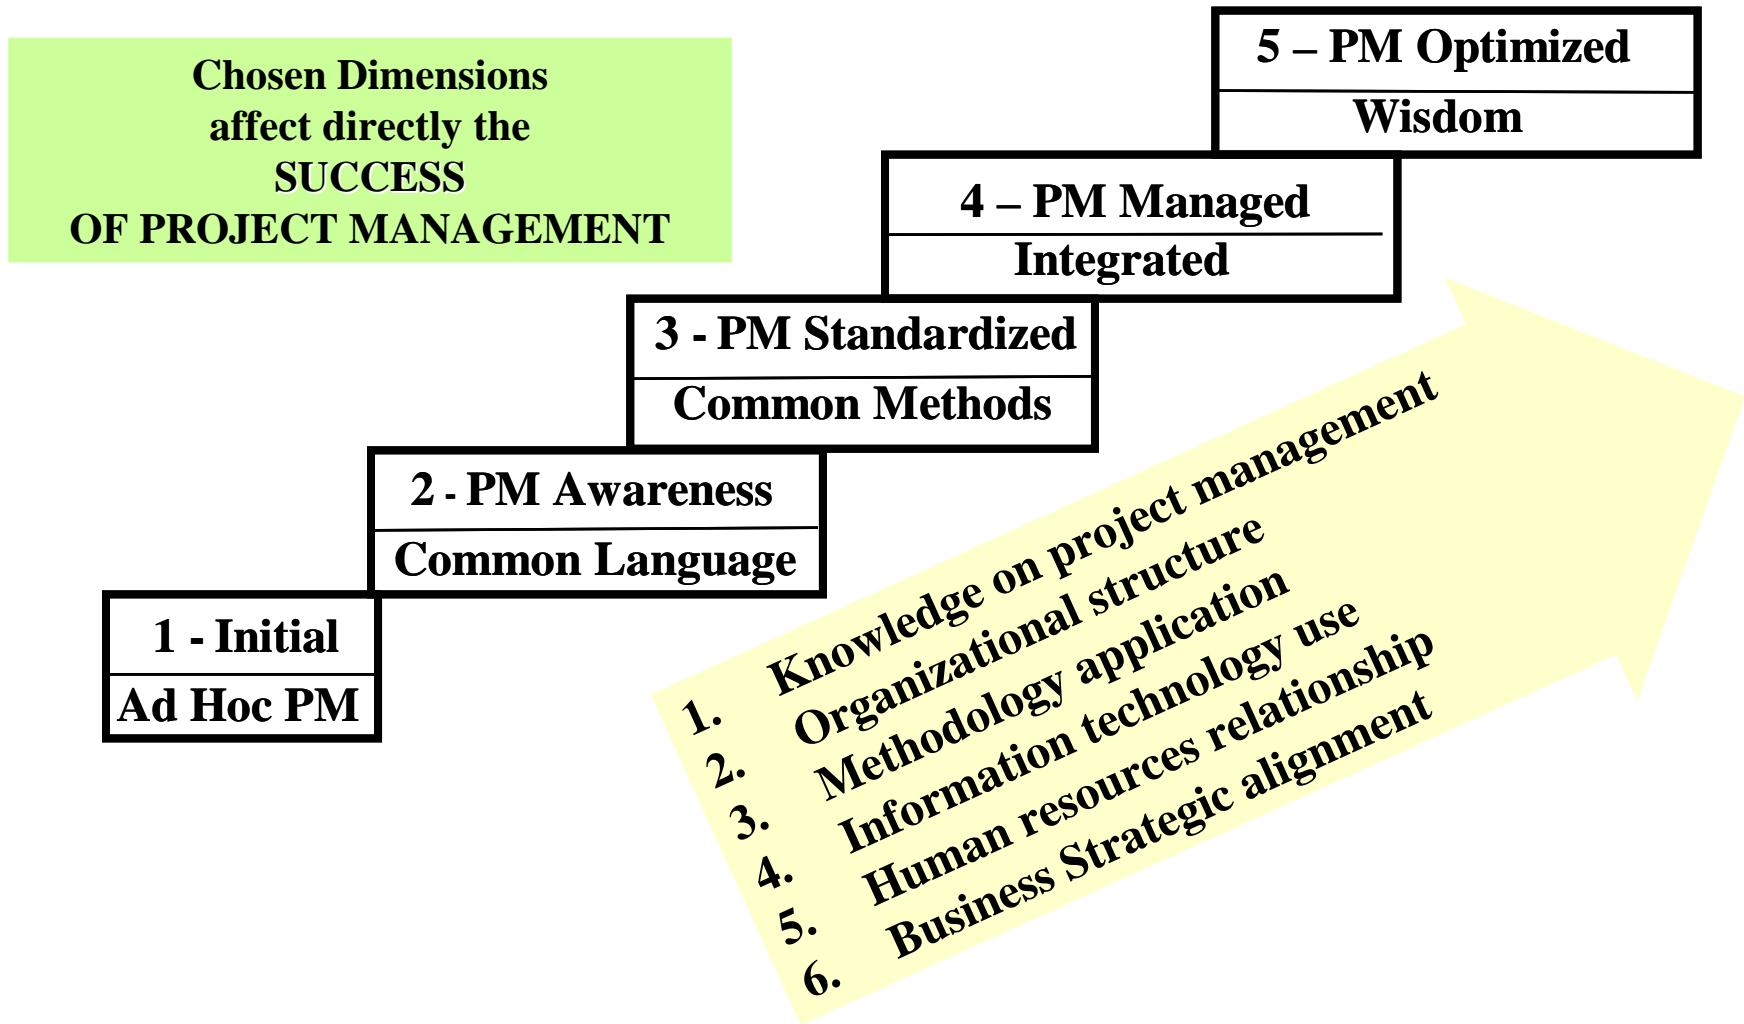 Chosen Dimensions
affect directly the
SUCCESS
OF PROJECT MANAGEMENT
5 – PM Optimized
Wisdom
4 – PM Managed
Integrated
3 - PM Standardized
Common Methods
2 - PM Awareness
Common Language
1 - Initial
Ad Hoc PM
1. Knowledge on project management
2. Organizational structure
3. Methodology application
4. Information technology use
5. Human resources relationship
6. Business Strategic alignment